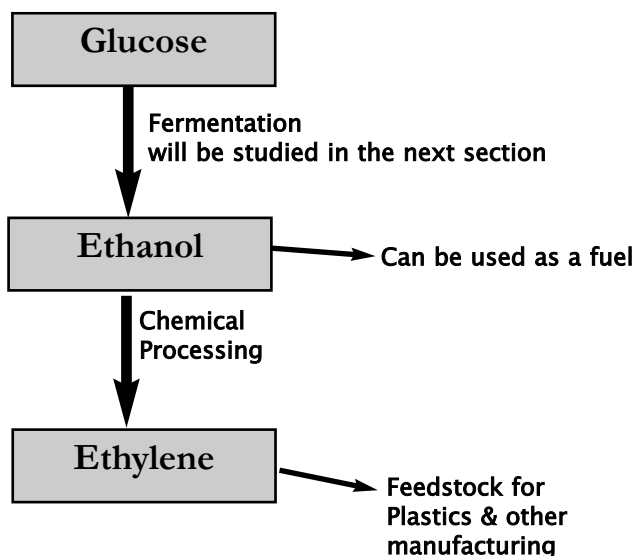 Glucose
Fermentation
will be studied in the next section
Ethanol
Can be used as a fuel
Chemical
Processing
Ethylene
Feedstock for
Plastics & other
manufacturing